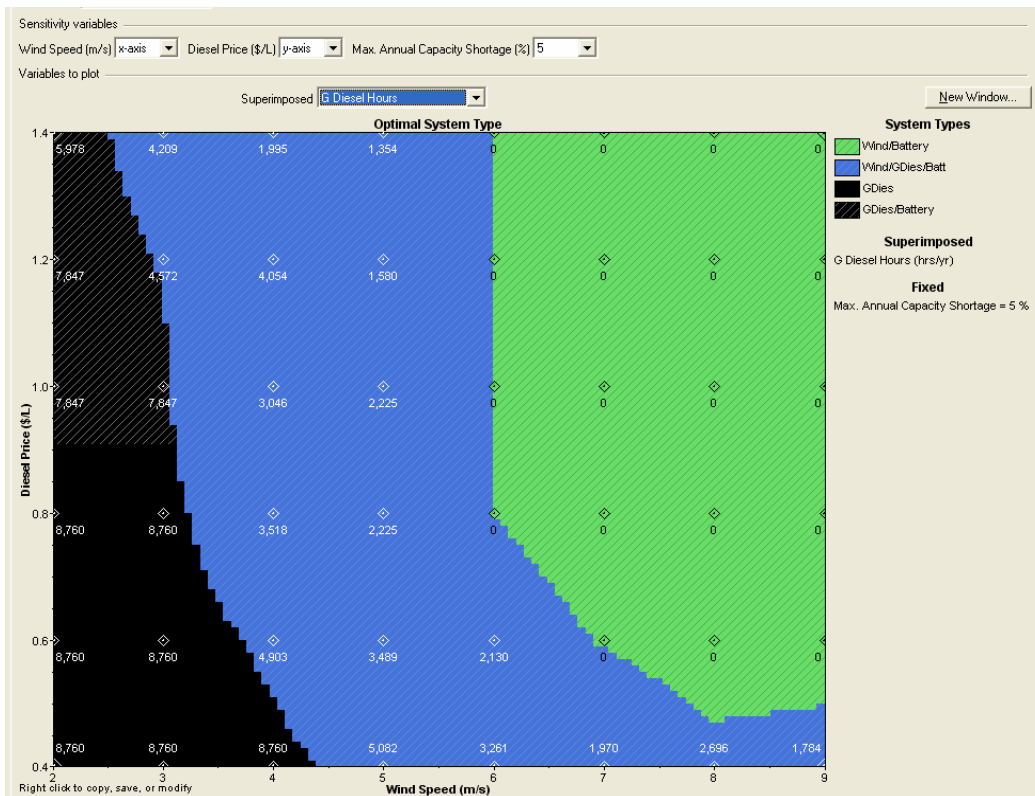 Sensitivity variables
Wind Speed (m/s) x-axis Diesel Price ($/L) y-axis Max. Annual Capacity Shortage (%) 5
Variables to plot
Superimposed G Diesel Hours New Window...
Optimal System Type
System Types
Wind/Battery
Wind/GDies/Batt
GDies
GDies/Battery
Superimposed
G Diesel Hours (hrs/yr)
Fixed
Max. Annual Capacity Shortage = 5 %
Diesel Price ($/L)
1.4
5,978 4,209 1,995 1,354 0 0 0 0
1.2
7,847 4,572 4,054 1,580 0 0 0 0
1.0
7,847 7,847 3,046 2,225 0 0 0 0
0.8
8,760 8,760 3,518 2,225 0 0 0 0
0.6
8,760 8,760 4,903 3,489 2,130 0 0 0
8,760 8,760 8,760 5,082 3,261 1,970 2,696 1,784
0.4
2 3 4 5 6 7 8 9
Right click to copy, save, or modify
Wind Speed (m/s)